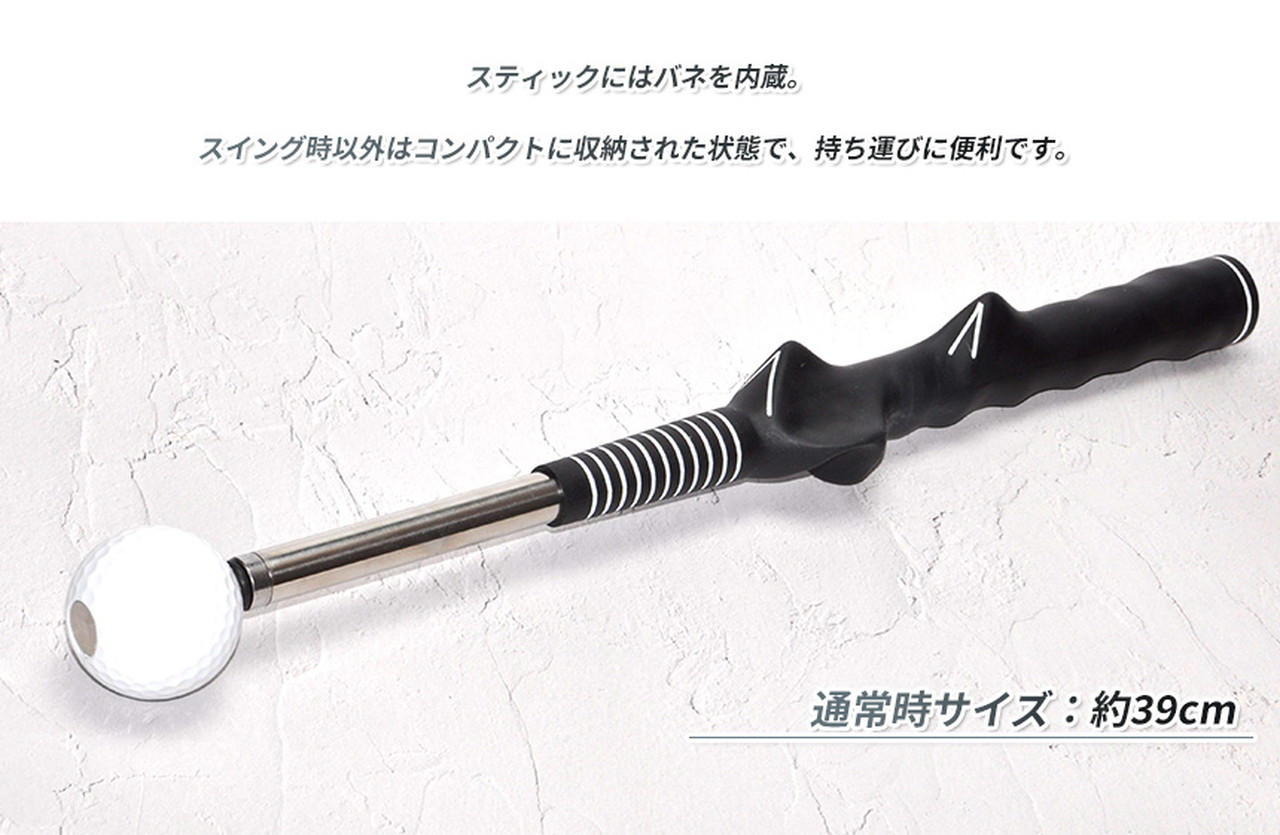 スティックにはバネを内蔵。
スイング時以外はコンパクトに収納された状態で、持ち運びに便利です。
通常時サイズ：約39cm